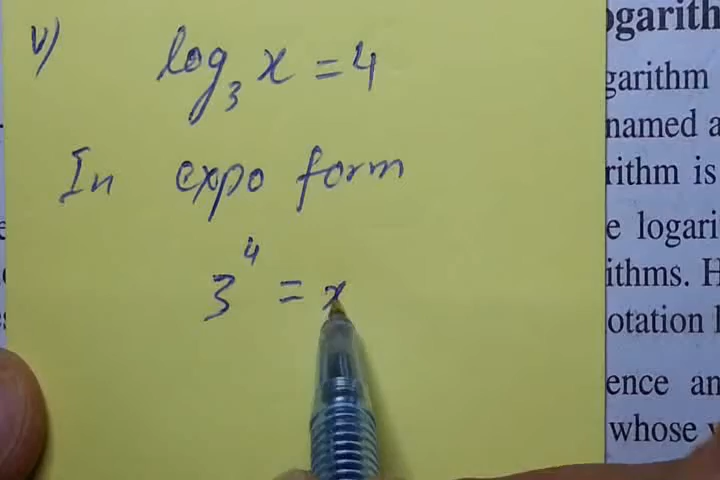 v) log₃ x = 4
In expo form
3⁴ = x
ogarith
garithm
named a
rithm is
e logari
ithms. H
otation
ence an
whose